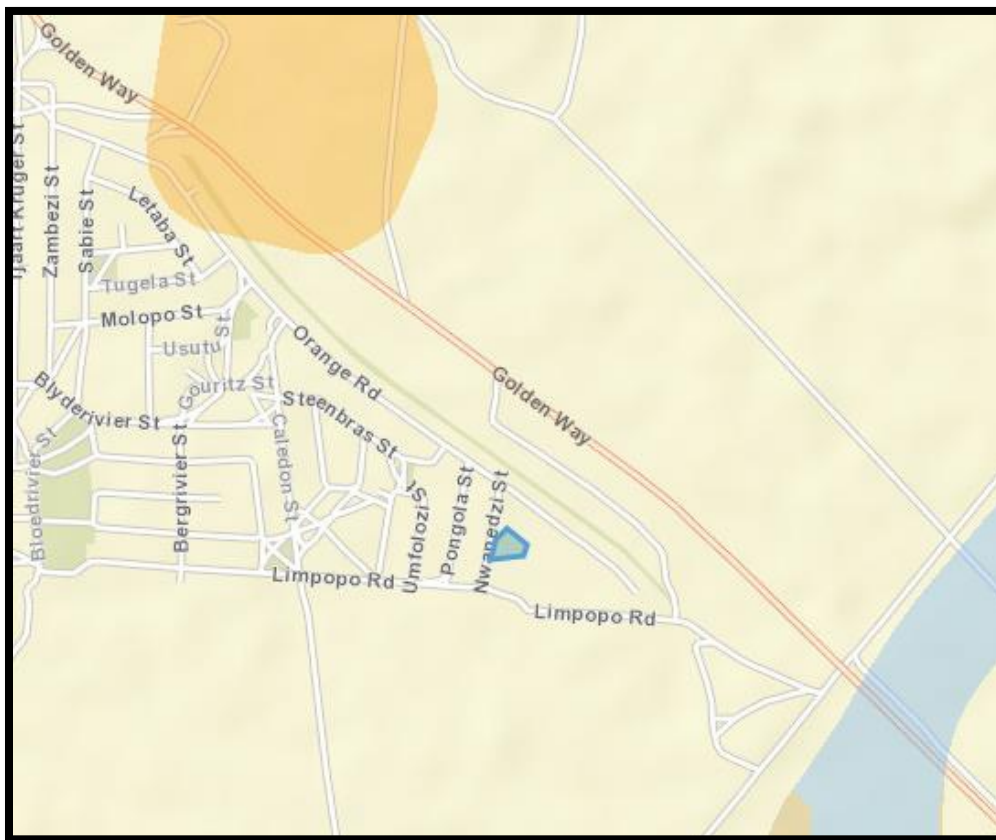 Golden Way
Kruger St
Zambezi St
Sabie St
Letaba St
Tugela St
Molopo St
Usutu St
Gouritz St
Orange Rd
Golden Way
Blyderivier St
Steenbras St
Bloedrivier St
Bergrivier St
Caledon St
Umfolozi St
Pongola St
Nwanedzi St
Limpopo Rd
Limpopo Rd